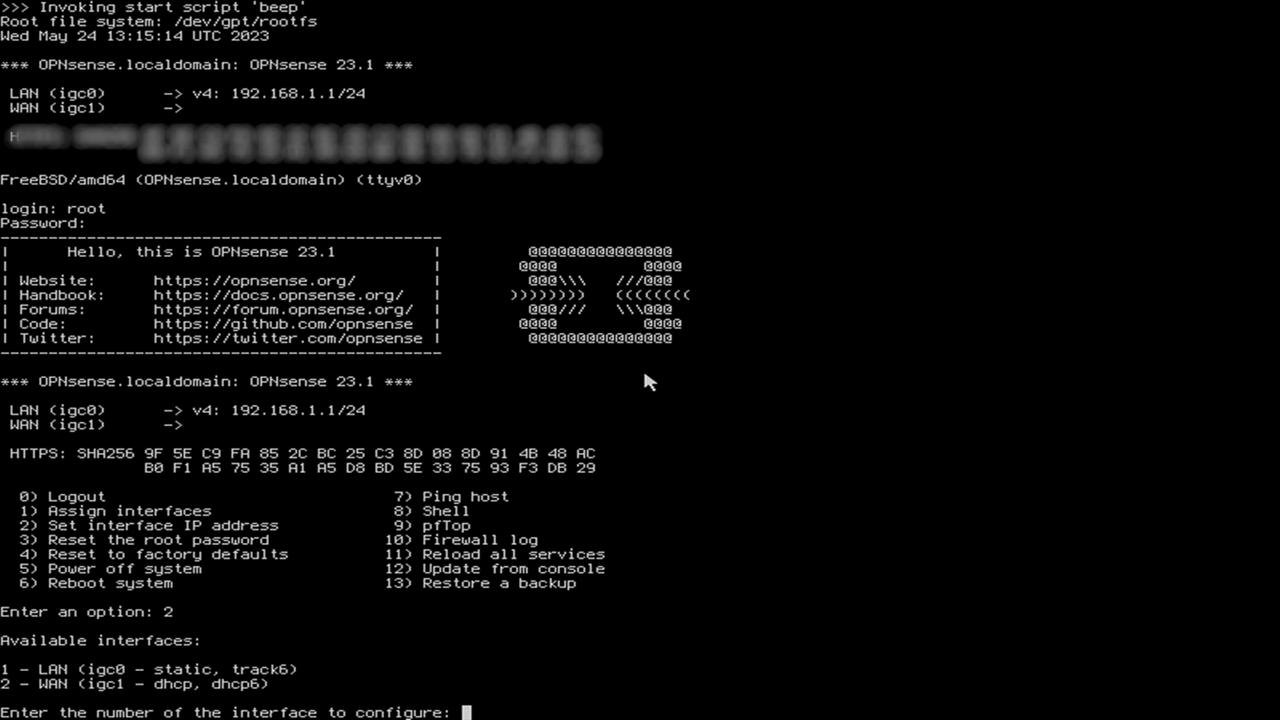 >>> Invoking start script 'beep'
Root file system: /dev/gpt/rootfs
Wed May 24 13:15:14 UTC 2023
*** OPNsense.localdomain: OPNsense 23.1 ***
LAN (igc0)      -> v4: 192.168.1.1/24
WAN (igc1)      ->
H
FreeBSD/amd64 (OPNsense.localdomain) (ttyv0)
login: root
Password:
----------------------------------------------
|      Hello, this is OPNsense 23.1           |         @@@@@@@@@@@@@@@
|                                             |        @@@@         @@@@
| Website:      https://opnsense.org/         |         @@@\\\   ///@@@
| Handbook:     https://docs.opnsense.org/    |       ))))))))   ((((((((
| Forums:       https://forum.opnsense.org/   |         @@@///   \\\@@@
| Code:         https://github.com/opnsense   |        @@@@         @@@@
| Twitter:      https://twitter.com/opnsense  |         @@@@@@@@@@@@@@@
----------------------------------------------
*** OPNsense.localdomain: OPNsense 23.1 ***
LAN (igc0)      -> v4: 192.168.1.1/24
WAN (igc1)      ->
HTTPS: SHA256 9F 5E C9 FA 85 2C BC 25 C3 8D 08 8D 91 4B 48 AC
B0 F1 A5 75 35 A1 A5 D8 BD 5E 33 75 93 F3 DB 29
0) Logout                              7) Ping host
1) Assign interfaces                   8) Shell
2) Set interface IP address            9) pfTop
3) Reset the root password            10) Firewall log
4) Reset to factory defaults          11) Reload all services
5) Power off system                   12) Update from console
6) Reboot system                      13) Restore a backup
Enter an option: 2
Available interfaces:
1 - LAN (igc0 - static, track6)
2 - WAN (igc1 - dhcp, dhcp6)
Enter the number of the interface to configure: